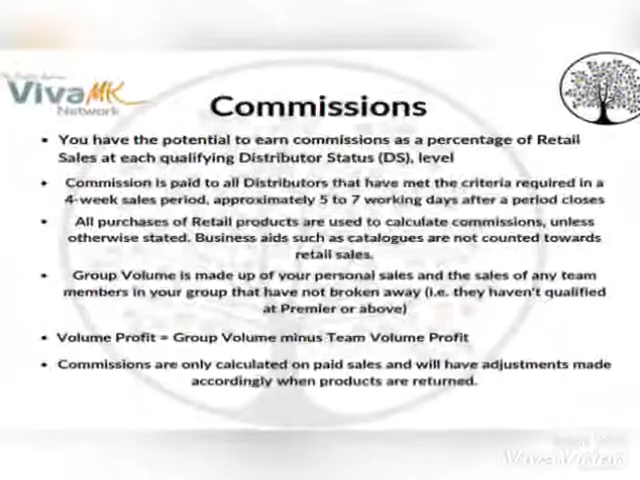 VivaMK
Network
Commissions
• You have the potential to earn commissions as a percentage of Retail
Sales at each qualifying Distributor Status (DS), level
• Commission is paid to all Distributors that have met the criteria required in a
4-week sales period, approximately 5 to 7 working days after a period closes
• All purchases of Retail products are used to calculate commissions, unless
otherwise stated. Business aids such as catalogues are not counted towards
retail sales.
• Group Volume is made up of your personal sales and the sales of any team
members in your group that have not broken away (i.e. they haven't qualified
at Premier or above)
• Volume Profit = Group Volume minus Team Volume Profit
• Commissions are only calculated on paid sales and will have adjustments made
accordingly when products are returned.